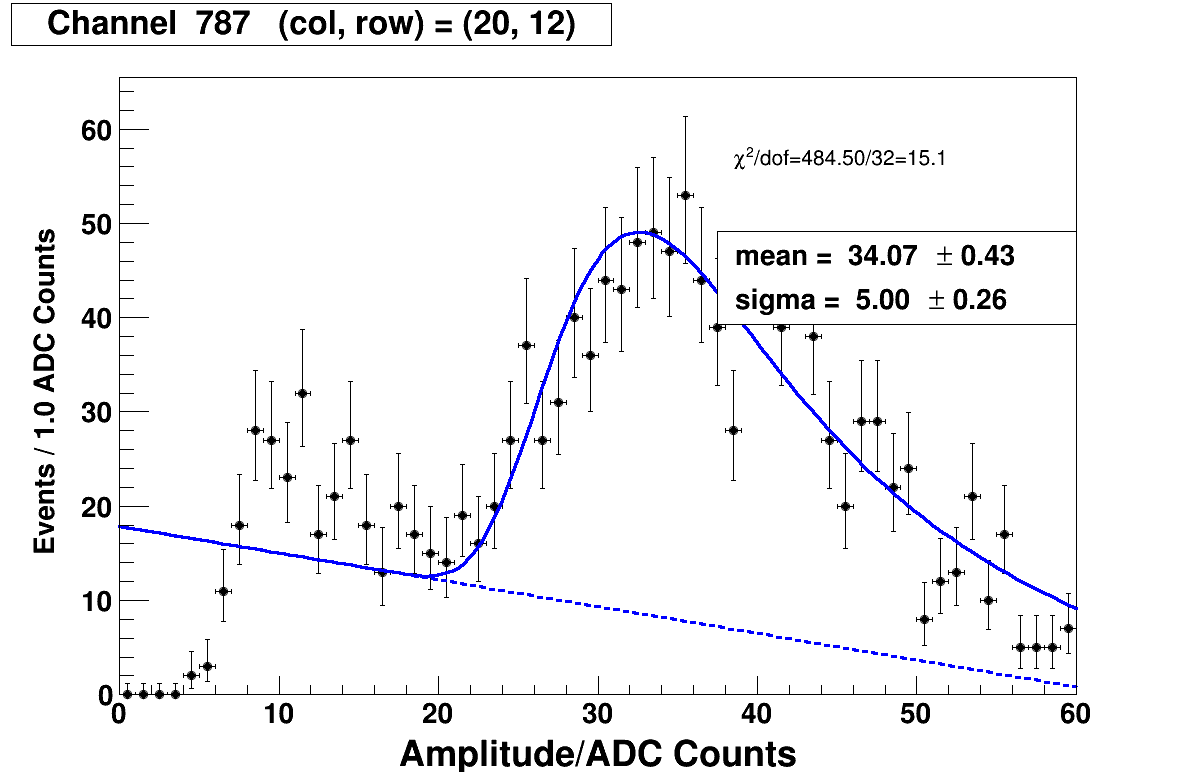 Channel 787 (col, row) = (20, 12)
60
50
40
30
20
10
0
Events / 1.0 ADC Counts
χ²/dof=484.50/32=15.1
mean = 34.07 ± 0.43
sigma = 5.00 ± 0.26
0 10 20 30 40 50 60
Amplitude/ADC Counts